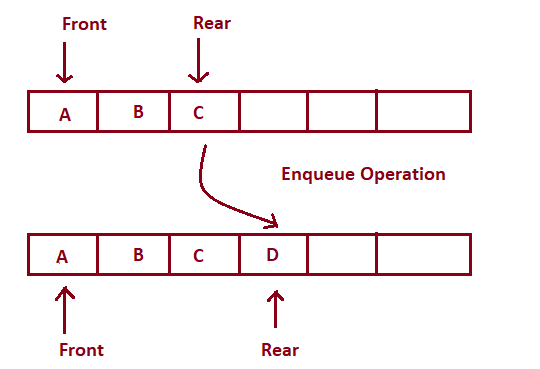 Front Rear
A B C
Enqueue Operation
A B C D
Front Rear